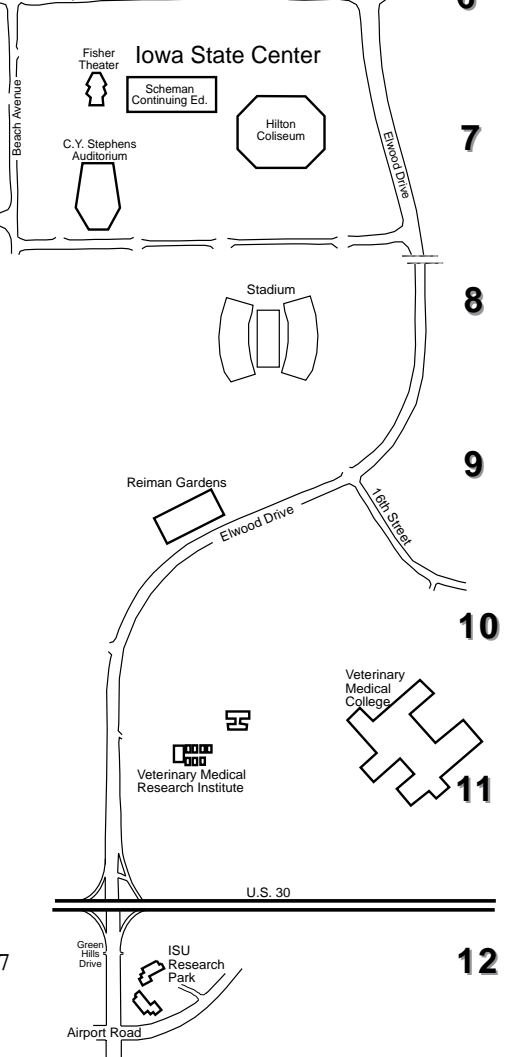 6
Iowa State Center
Fisher
Theater
Scheman
Continuing Ed.
Beach Avenue
Hilton
Coliseum
7
C.Y. Stephens
Auditorium
Elwood Drive
Stadium
8
9
Reiman Gardens
Elwood Drive
16th Street
10
Veterinary
Medical
College
Veterinary Medical
Research Institute
11
U.S. 30
Green
Hills
Drive
ISU
Research
Park
7
12
Airport Road